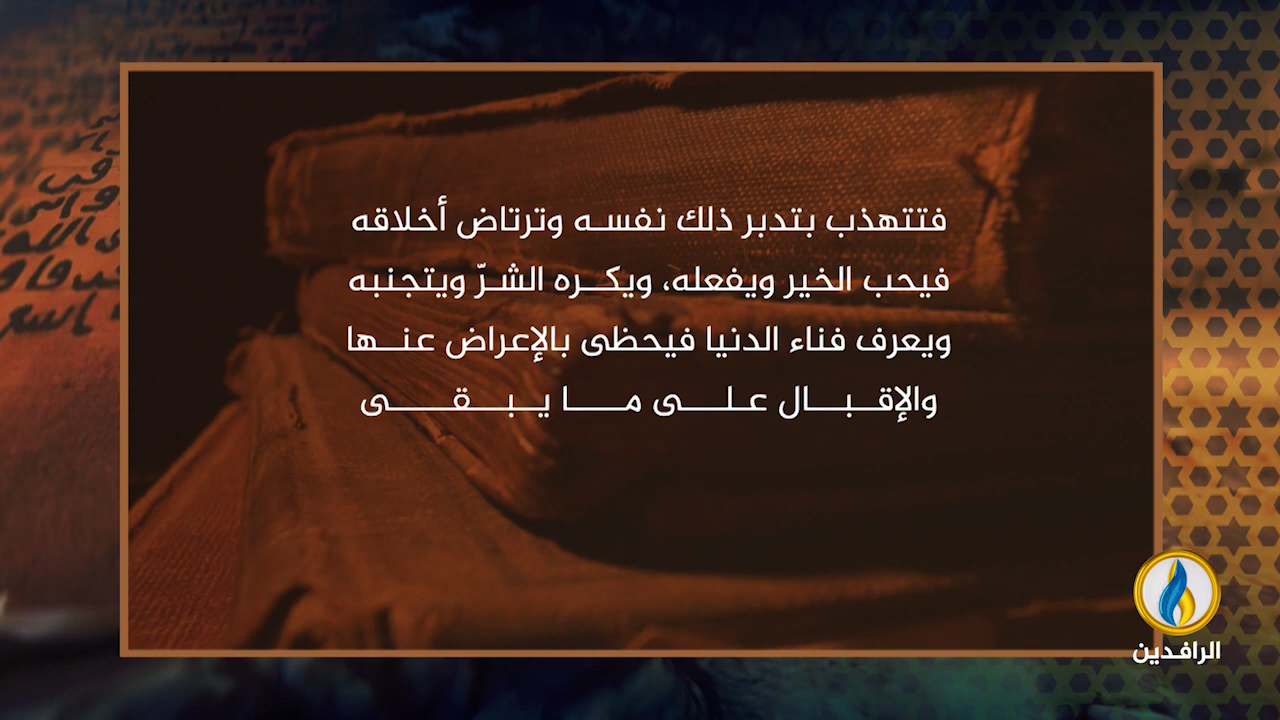 فتتهذب بتدبر ذلك نفسه وترتاض أخلاقه
فيحب الخير ويفعله، ويكره الشرّ ويتجنبه
ويعرف فناء الدنيا فيحظى بالإعراض عنها
والإقبال على ما يبقى
الرافدين